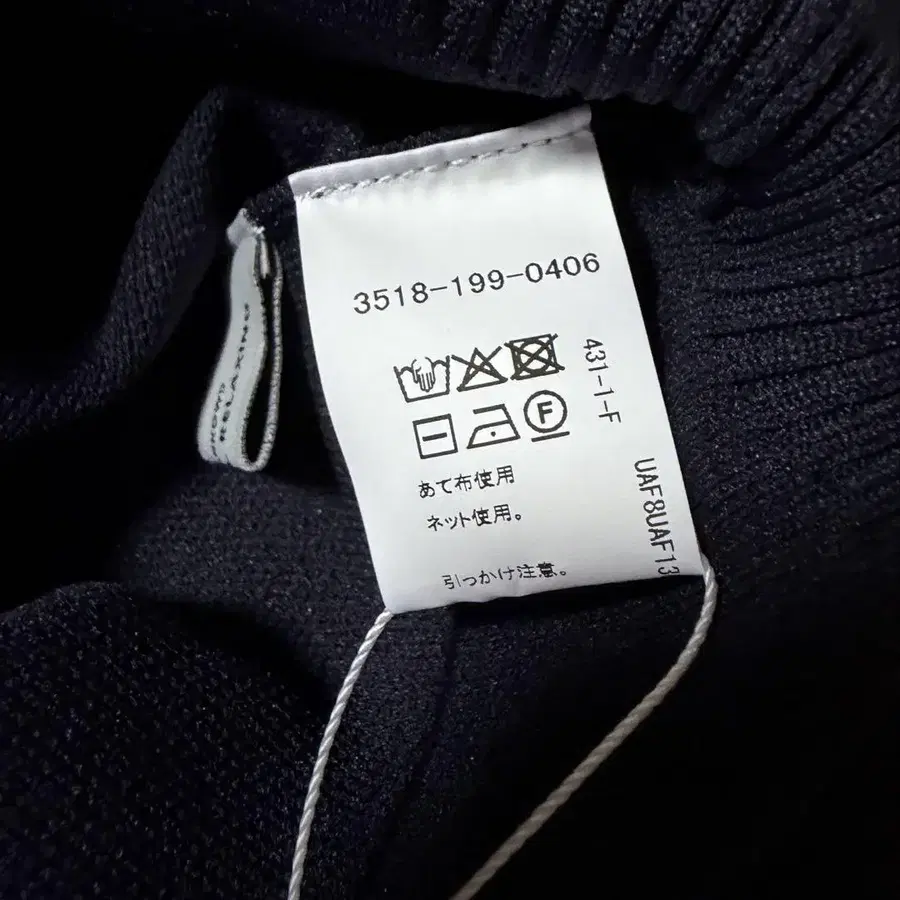 3518-199-0406
431-1-F
F
あて布使用
ネット使用。
UAF8UAF13
引っかけ注意。
RELAXING